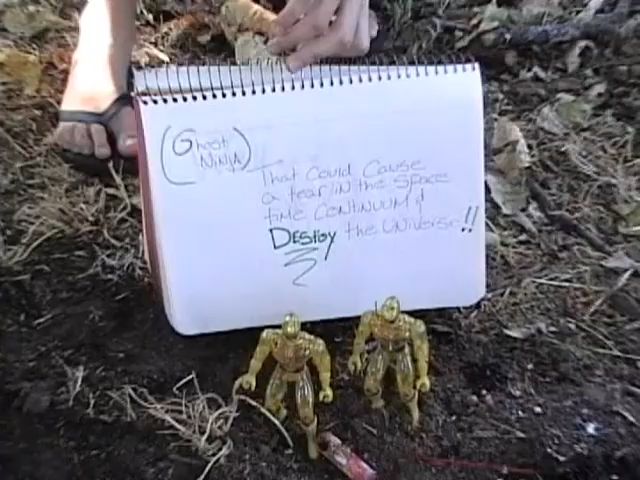 (Ghost
Ninja)
That could cause
a tear in the space
time continuum &
Destroy the universe!!